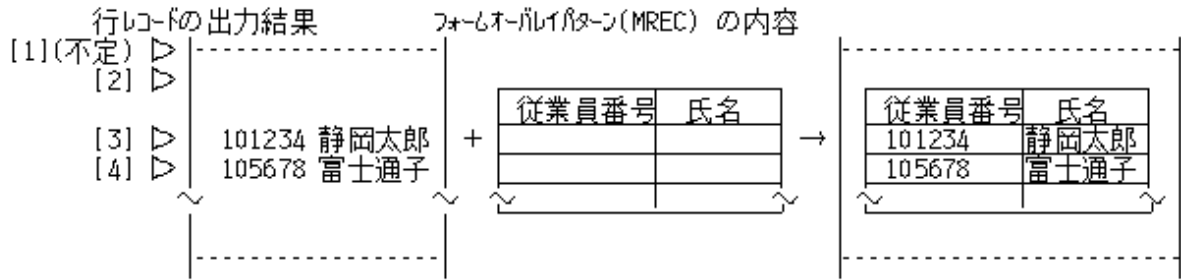 行レコードの出力結果 フォームオーバレイパターン(MREC) の内容
[1](不定) ▷
[2] ▷
従業員番号 氏名 従業員番号 氏名
[3] ▷ 101234 静岡太郎 + → 101234 静岡太郎
[4] ▷ 105678 富士通子 105678 富士通子